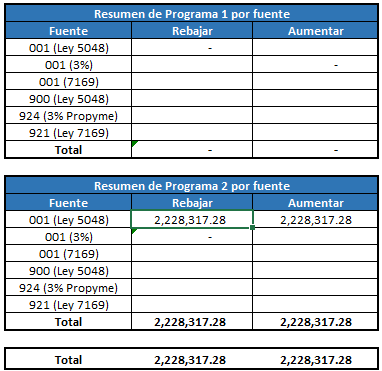 Resumen de Programa 1 por fuente
Fuente Rebajar Aumentar
001 (Ley 5048) -
001 (3%) -
001 (7169)
900 (Ley 5048)
924 (3% Propyme)
921 (Ley 7169)
Total - -
Resumen de Programa 2 por fuente
Fuente Rebajar Aumentar
001 (Ley 5048) 2,228,317.28 2,228,317.28
001 (3%) -
001 (7169)
900 (Ley 5048)
924 (3% Propyme)
921 (Ley 7169)
Total 2,228,317.28 2,228,317.28
Total 2,228,317.28 2,228,317.28